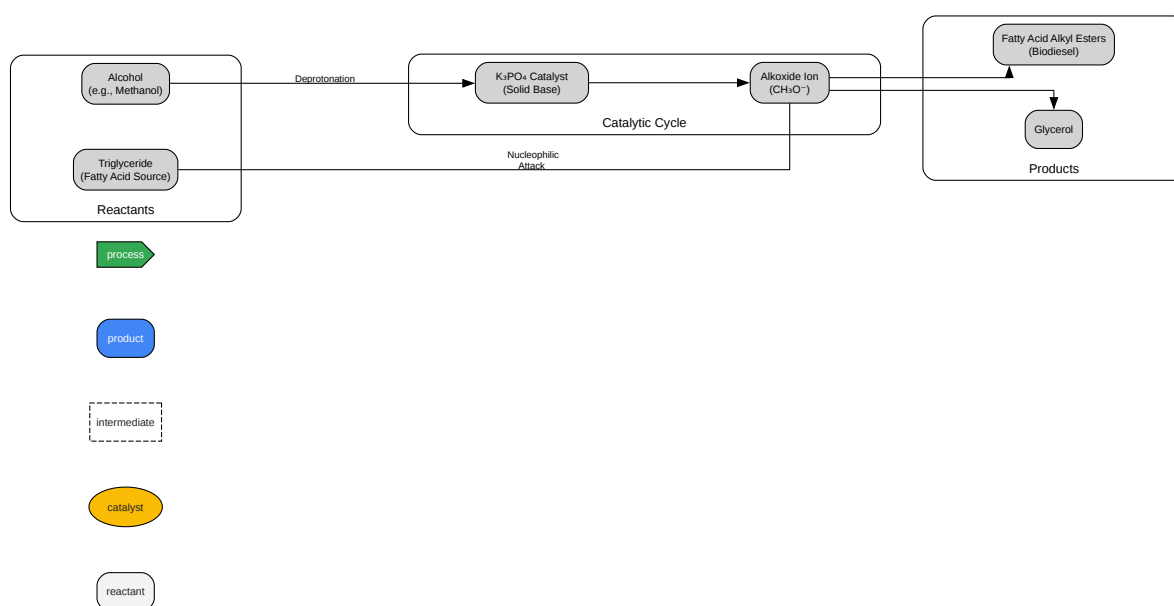 Alcohol
(e.g., Methanol)
Deprotonation
K₃PO₄ Catalyst
(Solid Base)
Alkoxide Ion
(CH₃O⁻)
Fatty Acid Alkyl Esters
(Biodiesel)
Catalytic Cycle
Glycerol
Triglyceride
(Fatty Acid Source)
Nucleophilic
Attack
Products
Reactants
process
product
intermediate
catalyst
reactant